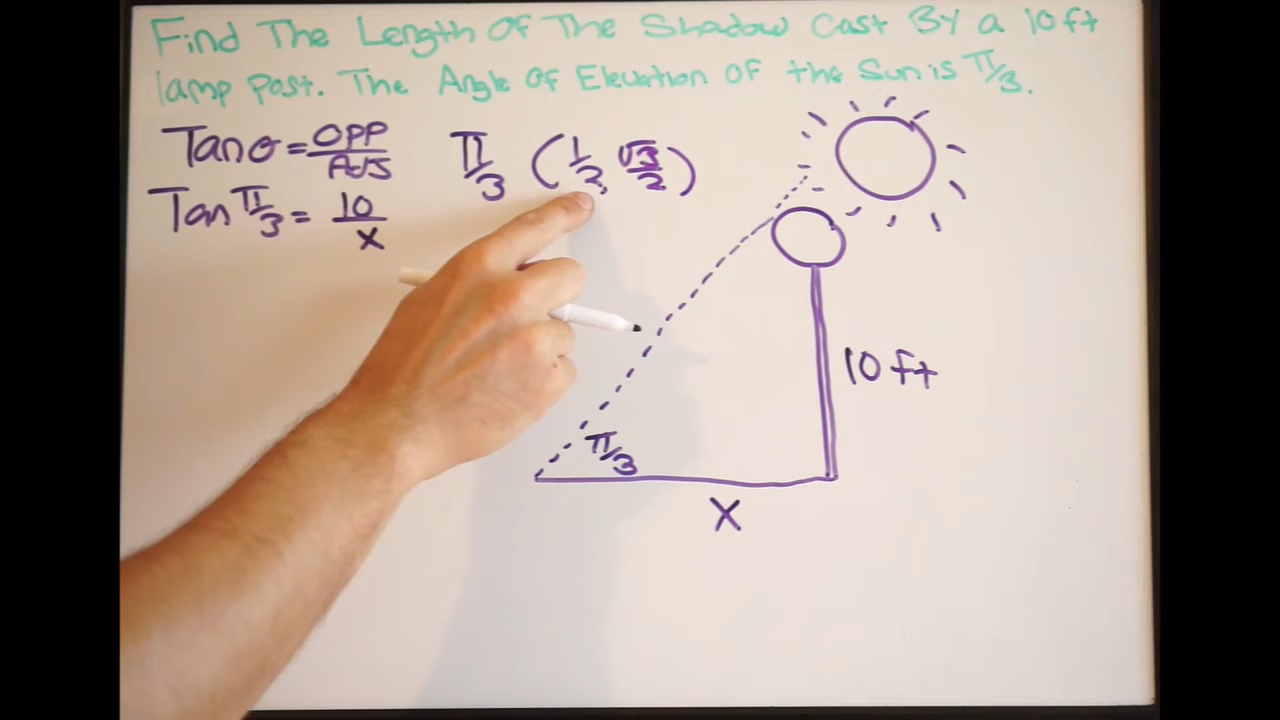 Find The Length Of The Shadow Cast By a 10 ft
lamp post. The Angle Of Elevation Of the Sun is π/3.
Tanθ = OPP/ADJ
π/3 (1/2, √3/2)
Tan π/3 = 10/x
10 ft
π/3
X